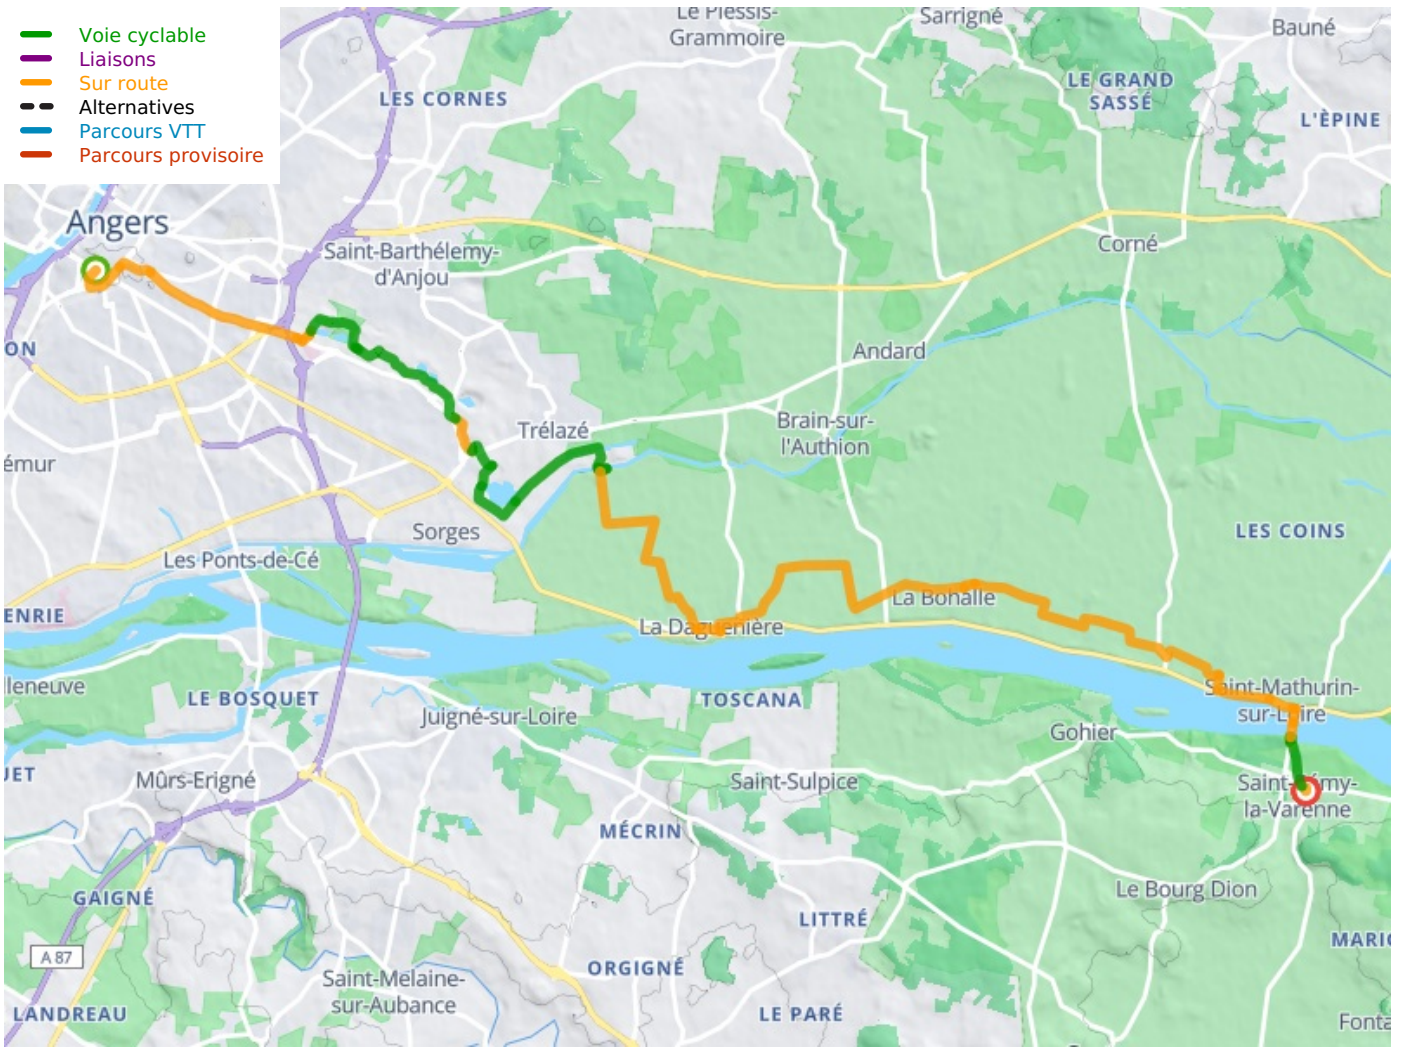 Voie cyclable
Liaisons
Sur route
Alternatives
Parcours VTT
Parcours provisoire
Le Plessis-
Grammoire
Sarrigné
Bauné
LES CORNES
LE GRAND
SASSÉ
L'ÈPINE
Angers
Saint-Barthélemy-
d'Anjou
Corné
ON
Andard
Trélazé
Brain-sur-
l'Authion
émur
Sorges
LES COINS
Les Ponts-de-Cé
ENRIE
La Bonalle
La Daguenière
lleneuve
LE BOSQUET
Juigné-sur-Loire
TOSCANA
Saint-Mathurin-
sur-Loire
Gohier
UET
Mûrs-Erigné
Saint-Sulpice
Saint-Rémy-
la-Varenne
MÉCRIN
GAIGNÉ
Le Bourg Dion
LITTRÉ
MARIC
A 87
ORGIGNÉ
Saint-Melaine-
sur-Aubance
LANDREAU
LE PARÉ
Fonta